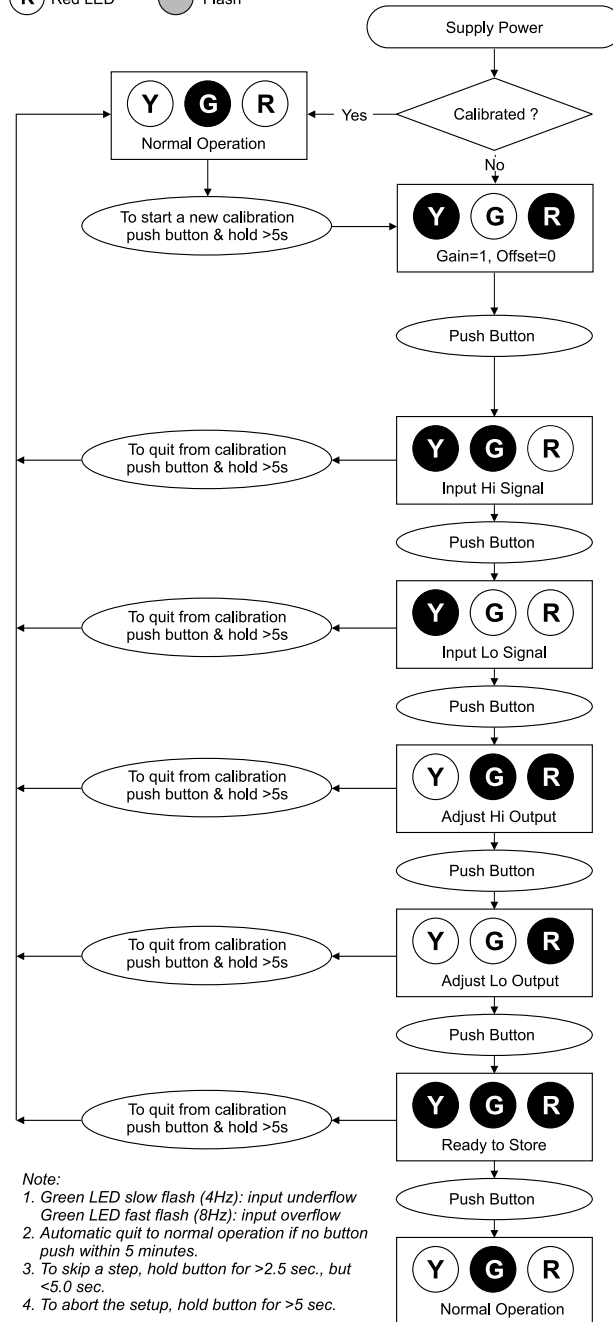 R Red LED
Flash
Supply Power
Calibrated ?
Yes
No
Y G R
Normal Operation
To start a new calibration
push button & hold >5s
Y G R
Gain=1, Offset=0
Push Button
Y G R
Input Hi Signal
To quit from calibration
push button & hold >5s
Push Button
Y G R
Input Lo Signal
To quit from calibration
push button & hold >5s
Push Button
Y G R
Adjust Hi Output
To quit from calibration
push button & hold >5s
Push Button
Y G R
Adjust Lo Output
To quit from calibration
push button & hold >5s
Push Button
Y G R
Ready to Store
To quit from calibration
push button & hold >5s
Push Button
Y G R
Normal Operation
Note:
1. Green LED slow flash (4Hz): input underflow
Green LED fast flash (8Hz): input overflow
2. Automatic quit to normal operation if no button
push within 5 minutes.
3. To skip a step, hold button for >2.5 sec., but
<5.0 sec.
4. To abort the setup, hold button for >5 sec.